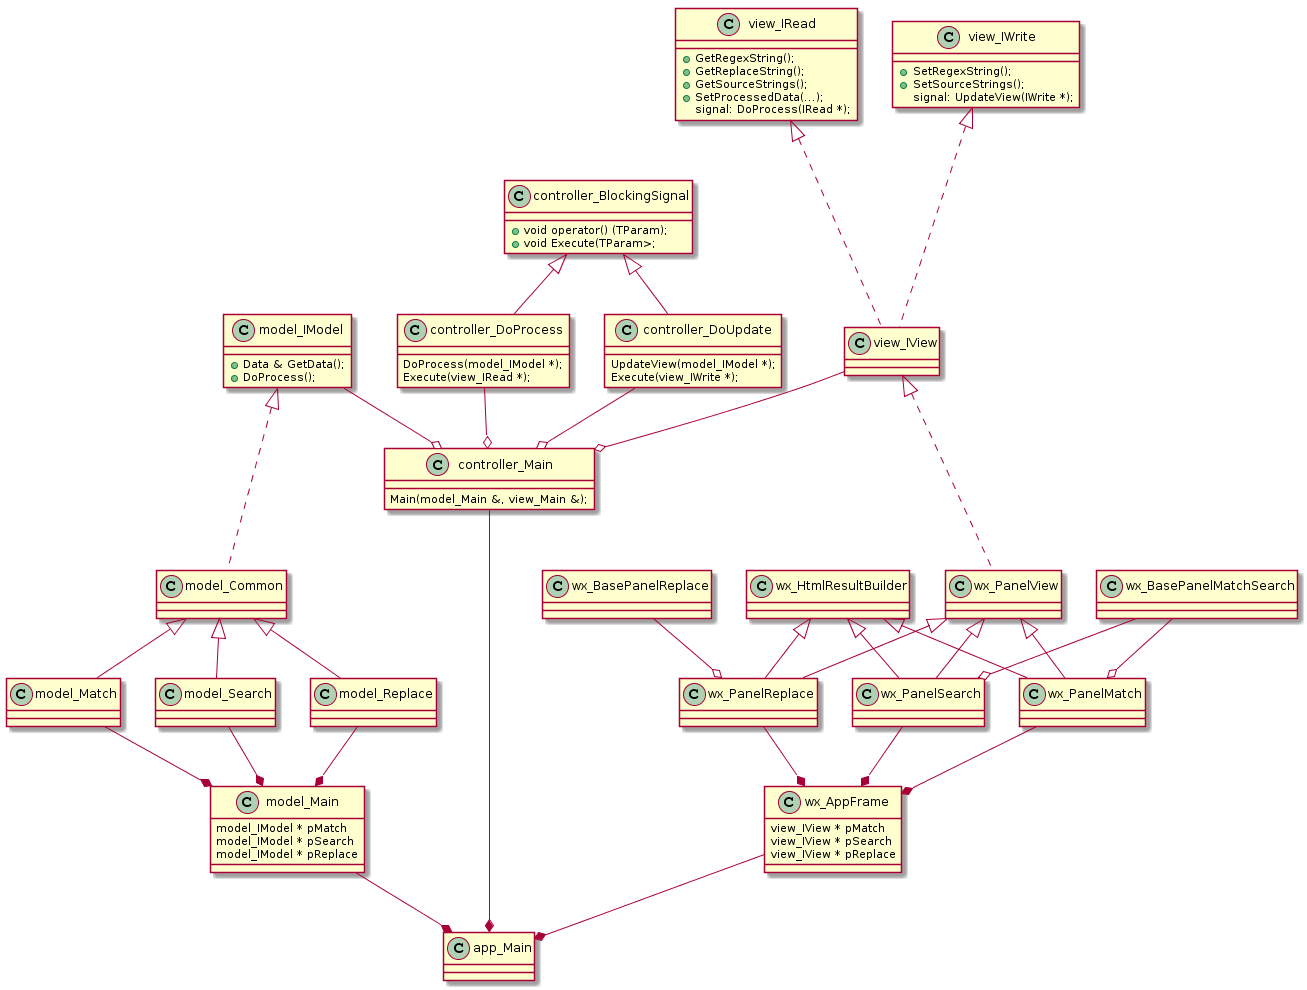 C view_IRead
GetRegexString();
GetReplaceString();
GetSourceStrings();
SetProcessedData(...);
signal: DoProcess(IRead *);
C view_IWrite
SetRegexString();
SetSourceStrings();
signal: UpdateView(IWrite *);
C controller_BlockingSignal
void operator() (TParam);
void Execute(TParam>;
C model_IModel
Data & GetData();
DoProcess();
C controller_DoProcess
DoProcess(model_IModel *);
Execute(view_IRead *);
C controller_DoUpdate
UpdateView(model_IModel *);
Execute(view_IWrite *);
C view_IView
C controller_Main
Main(model_Main &, view_Main &);
C model_Common
C wx_BasePanelReplace
C wx_HtmlResultBuilder
C wx_PanelView
C wx_BasePanelMatchSearch
C model_Match
C model_Search
C model_Replace
C wx_PanelReplace
C wx_PanelSearch
C wx_PanelMatch
C model_Main
model_IModel * pMatch
model_IModel * pSearch
model_IModel * pReplace
C wx_AppFrame
view_IView * pMatch
view_IView * pSearch
view_IView * pReplace
C app_Main